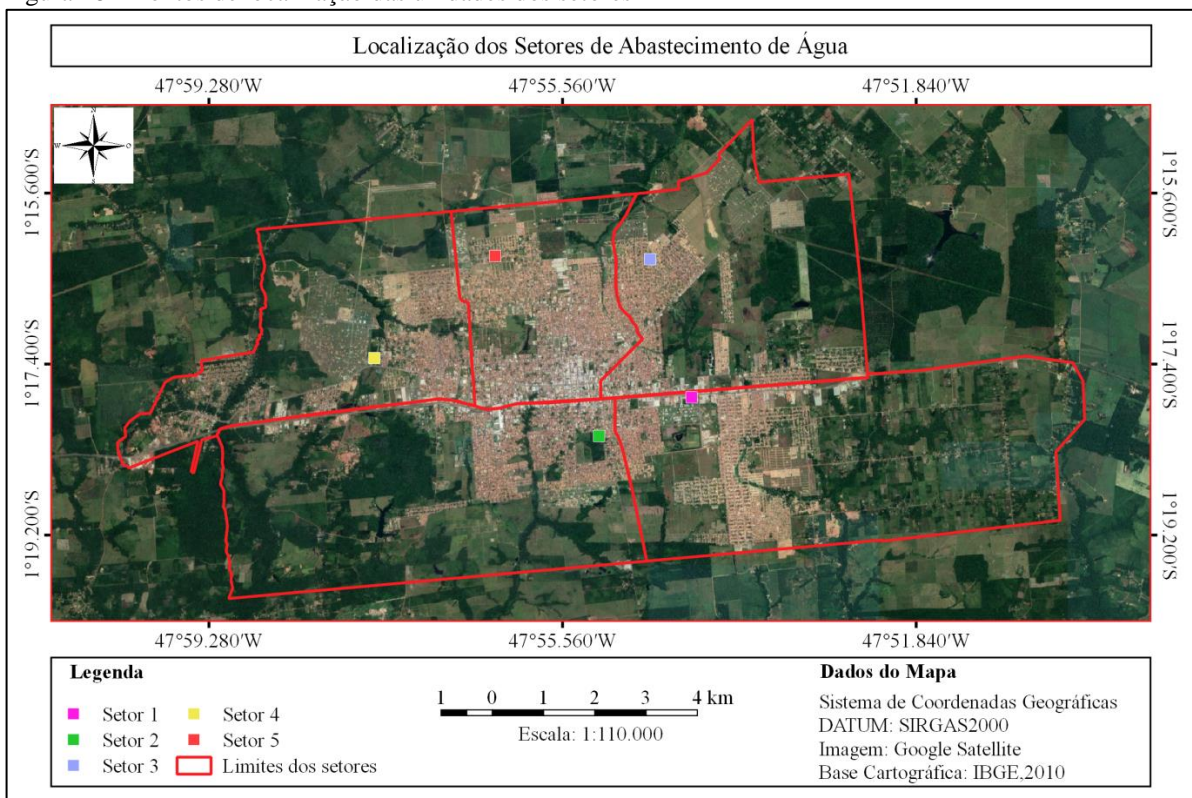 Localização dos Setores de Abastecimento de Água
47°59.280'W 47°55.560'W 47°51.840'W
N
W O
S
1°15.600'S 1°15.600'S
1°17.400'S 1°17.400'S
1°19.200'S 1°19.200'S
47°59.280'W 47°55.560'W 47°51.840'W
Legenda
Setor 1 Setor 4
Setor 2 Setor 5
Setor 3 Limites dos setores
1 0 1 2 3 4 km
Escala: 1:110.000
Dados do Mapa
Sistema de Coordenadas Geográficas
DATUM: SIRGAS2000
Imagem: Google Satellite
Base Cartográfica: IBGE,2010